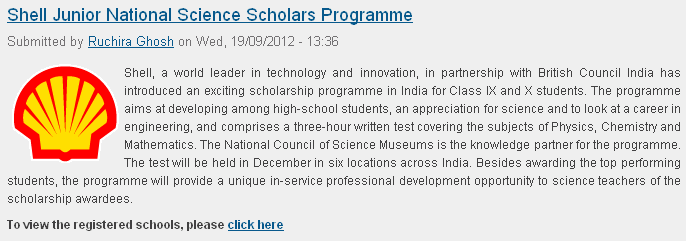 Shell Junior National Science Scholars Programme
Submitted by Ruchira Ghosh on Wed, 19/09/2012 - 13:36
Shell, a world leader in technology and innovation, in partnership with British Council India has
introduced an exciting scholarship programme in India for Class IX and X students. The programme
aims at developing among high-school students, an appreciation for science and to look at a career in
engineering, and comprises a three-hour written test covering the subjects of Physics, Chemistry and
Mathematics. The National Council of Science Museums is the knowledge partner for the programme.
The test will be held in December in six locations across India. Besides awarding the top performing
students, the programme will provide a unique in-service professional development opportunity to science teachers of the
scholarship awardees.
To view the registered schools, please click here